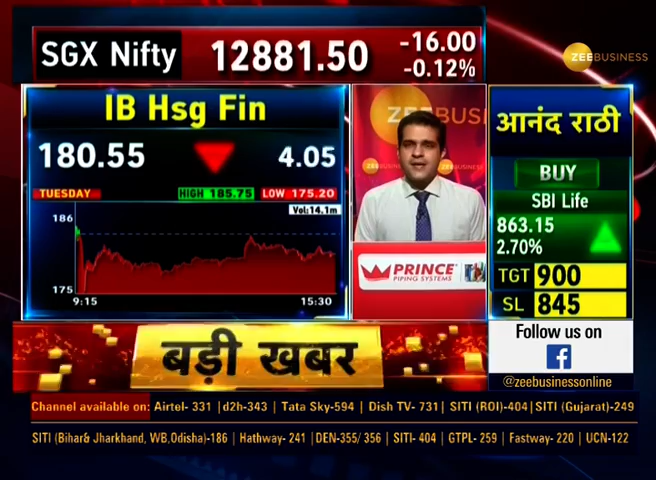 SGX Nifty 12881.50 -16.00
-0.12%
ZEEBUSINESS
IB Hsg Fin
180.55 4.05
TUESDAY HIGH 185.75 LOW 175.20
Vol:14.1m
186
175
9:15 15:30
ZEEBUSI
PRINCE
PIPING SYSTEMS
आनंद राठी
BUY
SBI Life
863.15
2.70%
TGT 900
SL 845
बड़ी खबर
Follow us on
@zeebusinessonline
Channel available on: Airtel- 331 | d2h-343 | Tata Sky-594 | Dish TV- 731| SITI (ROI)-404| SITI (Gujarat)-249
SITI (Bihar& Jharkhand, WB,Odisha)-186 | Hathway- 241 |DEN-355/ 356 | SITI- 404 | GTPL- 259 | Fastway- 220 | UCN-122